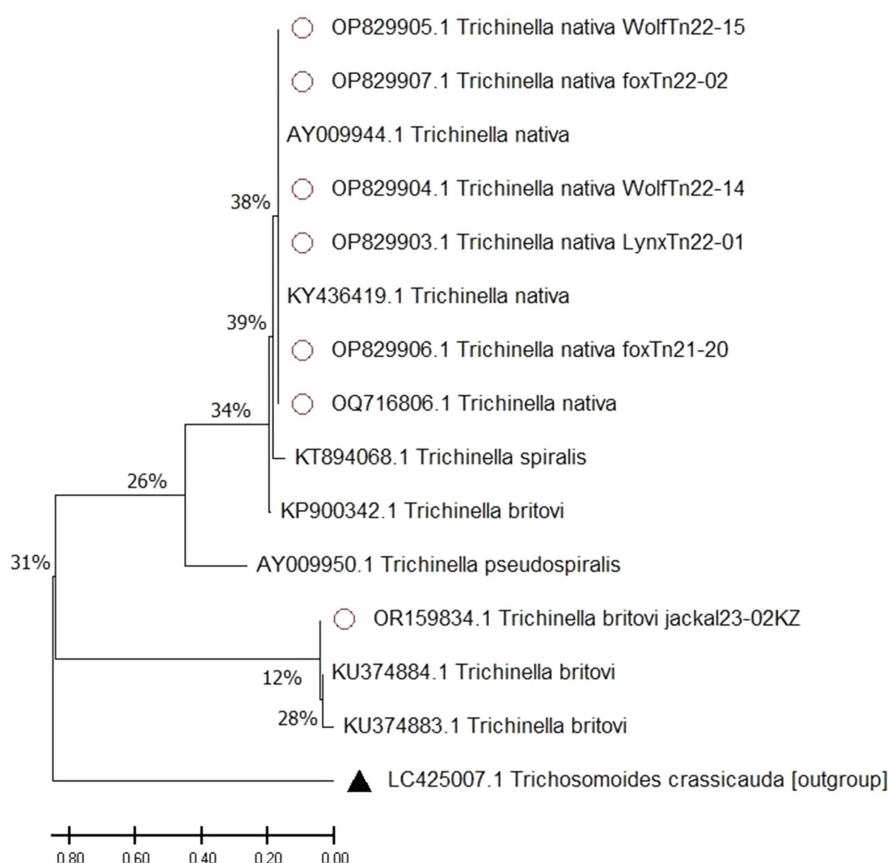 OP829905.1 Trichinella nativa WolfTn22-15
OP829907.1 Trichinella nativa foxTn22-02
AY009944.1 Trichinella nativa
OP829904.1 Trichinella nativa WolfTn22-14
38%
OP829903.1 Trichinella nativa LynxTn22-01
KY436419.1 Trichinella nativa
39%
OP829906.1 Trichinella nativa foxTn21-20
OQ716806.1 Trichinella nativa
34%
KT894068.1 Trichinella spiralis
26%
KP900342.1 Trichinella britovi
31%
AY009950.1 Trichinella pseudospiralis
OR159834.1 Trichinella britovi jackal23-02KZ
12%
KU374884.1 Trichinella britovi
28%
KU374883.1 Trichinella britovi
LC425007.1 Trichosomoides crassicauda [outgroup]
0.80 0.60 0.40 0.20 0.00